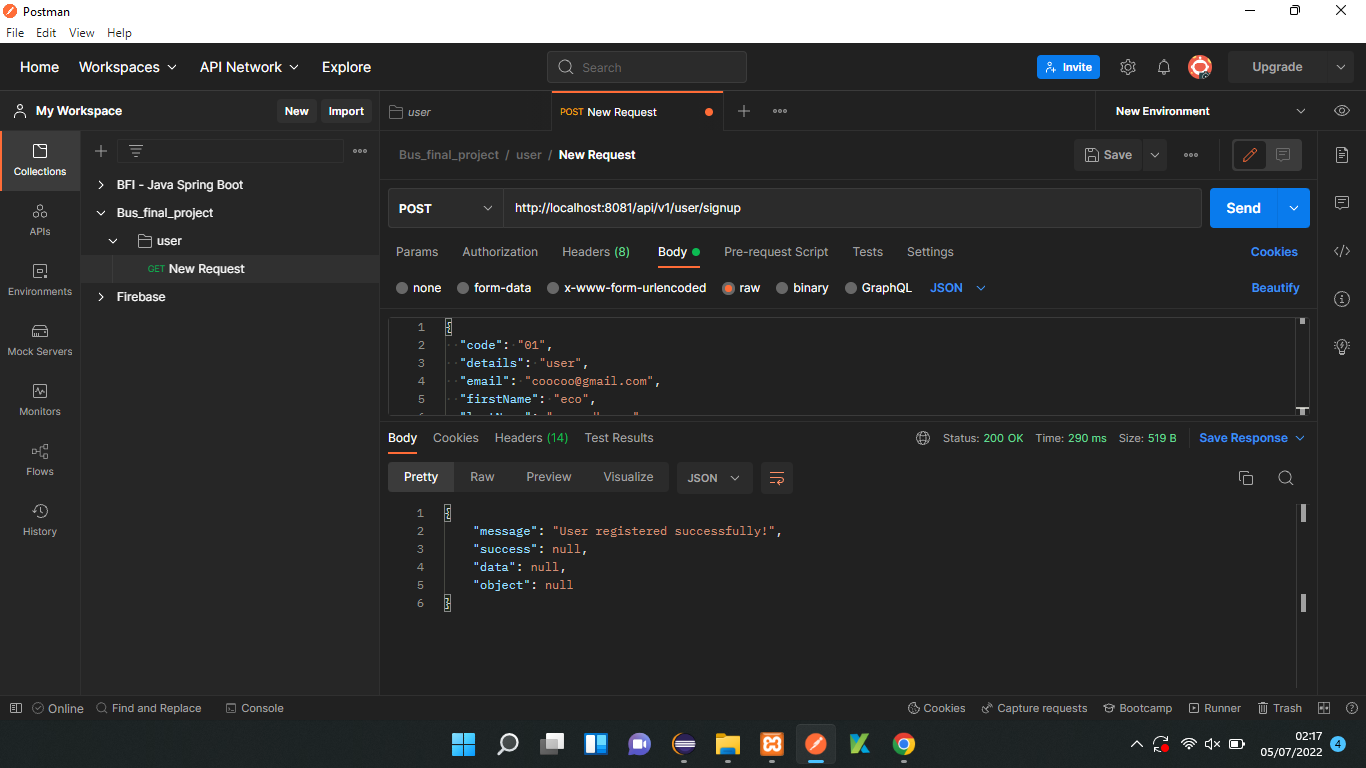 Postman
File Edit View Help
Home Workspaces API Network Explore Search Invite Upgrade
My Workspace New Import user POST New Request New Environment
Collections
APIs
Environments
Mock Servers
Monitors
Flows
History
BFI - Java Spring Boot
Bus_final_project
user
GET New Request
Firebase
Bus_final_project / user / New Request Save
POST http://localhost:8081/api/v1/user/signup Send
Params Authorization Headers (8) Body Pre-request Script Tests Settings Cookies
none form-data x-www-form-urlencoded raw binary GraphQL JSON Beautify
1 {
2 "code": "01",
3 "details": "user",
4 "email": "coocoo@gmail.com",
5 "firstName": "eco",
Body Cookies Headers (14) Test Results Status: 200 OK Time: 290 ms Size: 519 B Save Response
Pretty Raw Preview Visualize JSON
1 {
2 "message": "User registered successfully!",
3 "success": null,
4 "data": null,
5 "object": null
6 }
Online Find and Replace Console Cookies Capture requests Bootcamp Runner Trash
02:17
05/07/2022 4